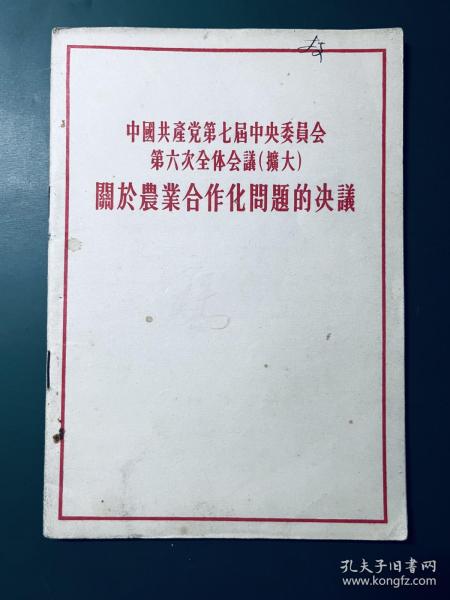 中國共產党第七屆中央委員会
第六次全体会議(擴大)
關於農業合作化問題的决議
孔夫子旧书网
www.kongfz.com